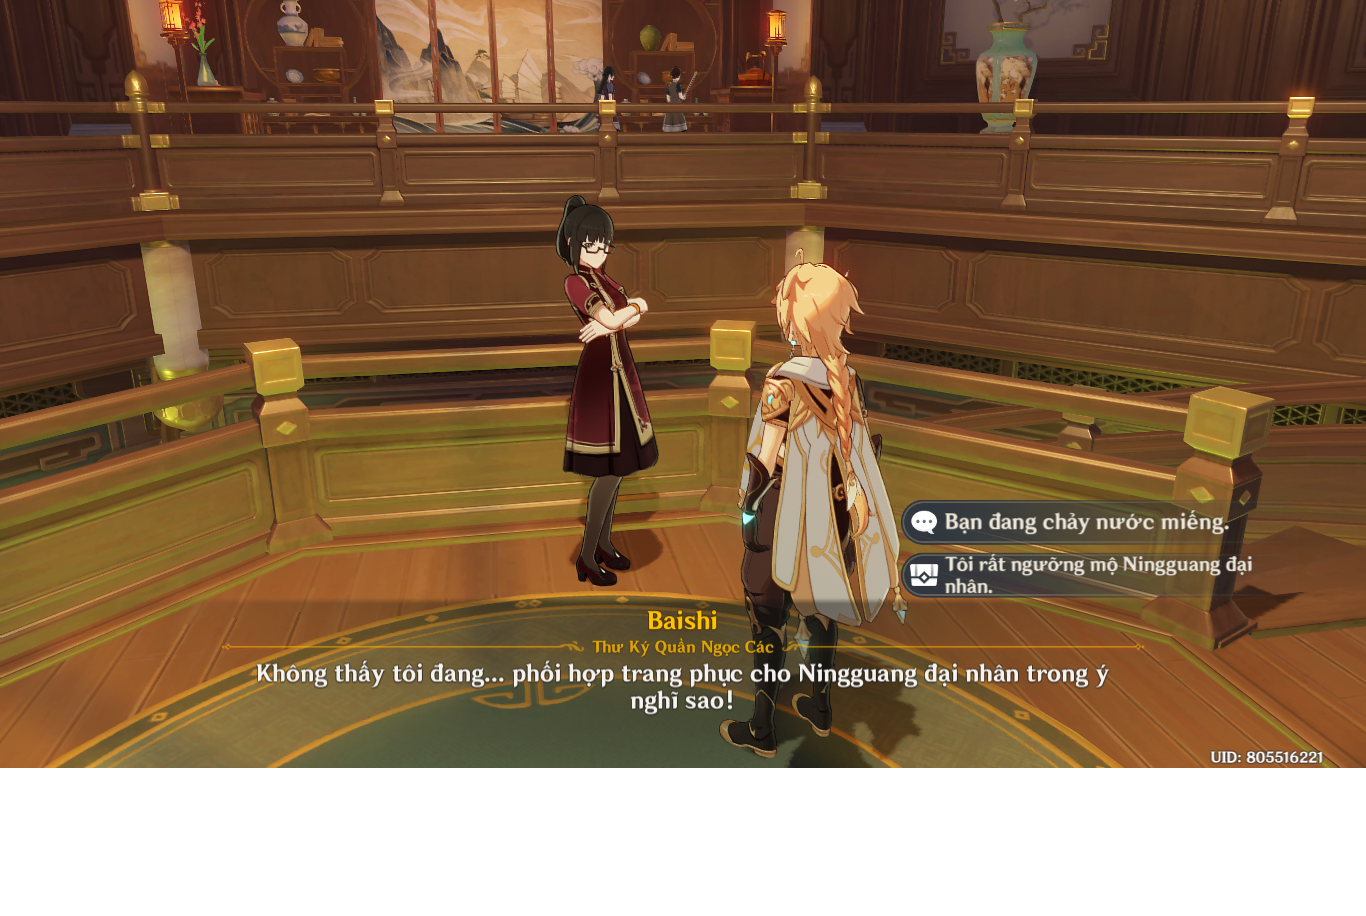 Bạn đang chảy nước miếng.
Tôi rất ngưỡng mộ Ningguang đại
nhân.
Baishi
Thư Ký Quần Ngọc Các
Không thấy tôi đang... phối hợp trang phục cho Ningguang đại nhân trong ý
nghĩ sao!
UID: 805516221